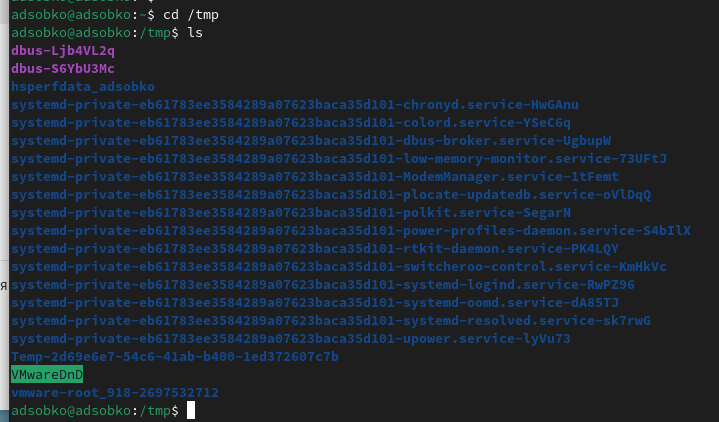 adsobko@adsobko:~$ cd /tmp
adsobko@adsobko:/tmp$ ls
dbus-Ljb4VL2q
dbus-S6YbU3Mc
hsperfdata_adsobko
systemd-private-eb61783ee3584289a07623baca35d101-chronyd.service-HwGAnu
systemd-private-eb61783ee3584289a07623baca35d101-colord.service-YSeC6q
systemd-private-eb61783ee3584289a07623baca35d101-dbus-broker.service-UgbupW
systemd-private-eb61783ee3584289a07623baca35d101-low-memory-monitor.service-73UFtJ
systemd-private-eb61783ee3584289a07623baca35d101-ModemManager.service-1tFemt
systemd-private-eb61783ee3584289a07623baca35d101-plocate-updatedb.service-oVlDqQ
systemd-private-eb61783ee3584289a07623baca35d101-polkit.service-SegarN
systemd-private-eb61783ee3584289a07623baca35d101-power-profiles-daemon.service-S4bIlX
systemd-private-eb61783ee3584289a07623baca35d101-rtkit-daemon.service-PK4LQY
systemd-private-eb61783ee3584289a07623baca35d101-switcheroo-control.service-KmHkVc
systemd-private-eb61783ee3584289a07623baca35d101-systemd-logind.service-RwPZ96
systemd-private-eb61783ee3584289a07623baca35d101-systemd-oomd.service-dA85TJ
systemd-private-eb61783ee3584289a07623baca35d101-systemd-resolved.service-sk7rwG
systemd-private-eb61783ee3584289a07623baca35d101-upower.service-lyVu73
Temp-2d69e6e7-54c6-41ab-b400-1ed372607c7b
VMwareDnD
vmware-root_918-2697532712
adsobko@adsobko:/tmp$
я